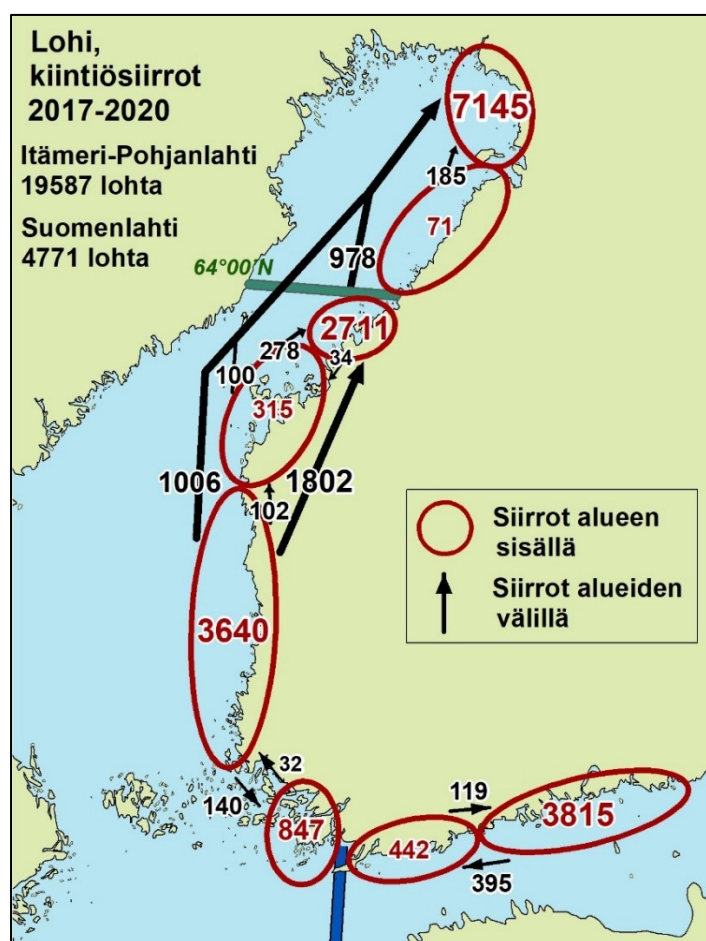 Lohi,
kiintiösiirrot
2017-2020
Itämeri-Pohjanlahti
19587 lohta
Suomenlahti
4771 lohta
7145
185
71
978
64°00'N
2711
278
34
100
315
1006
1802
102
Siirrot alueen
sisällä
Siirrot alueiden
välillä
3640
32
140
119
847
3815
442
395